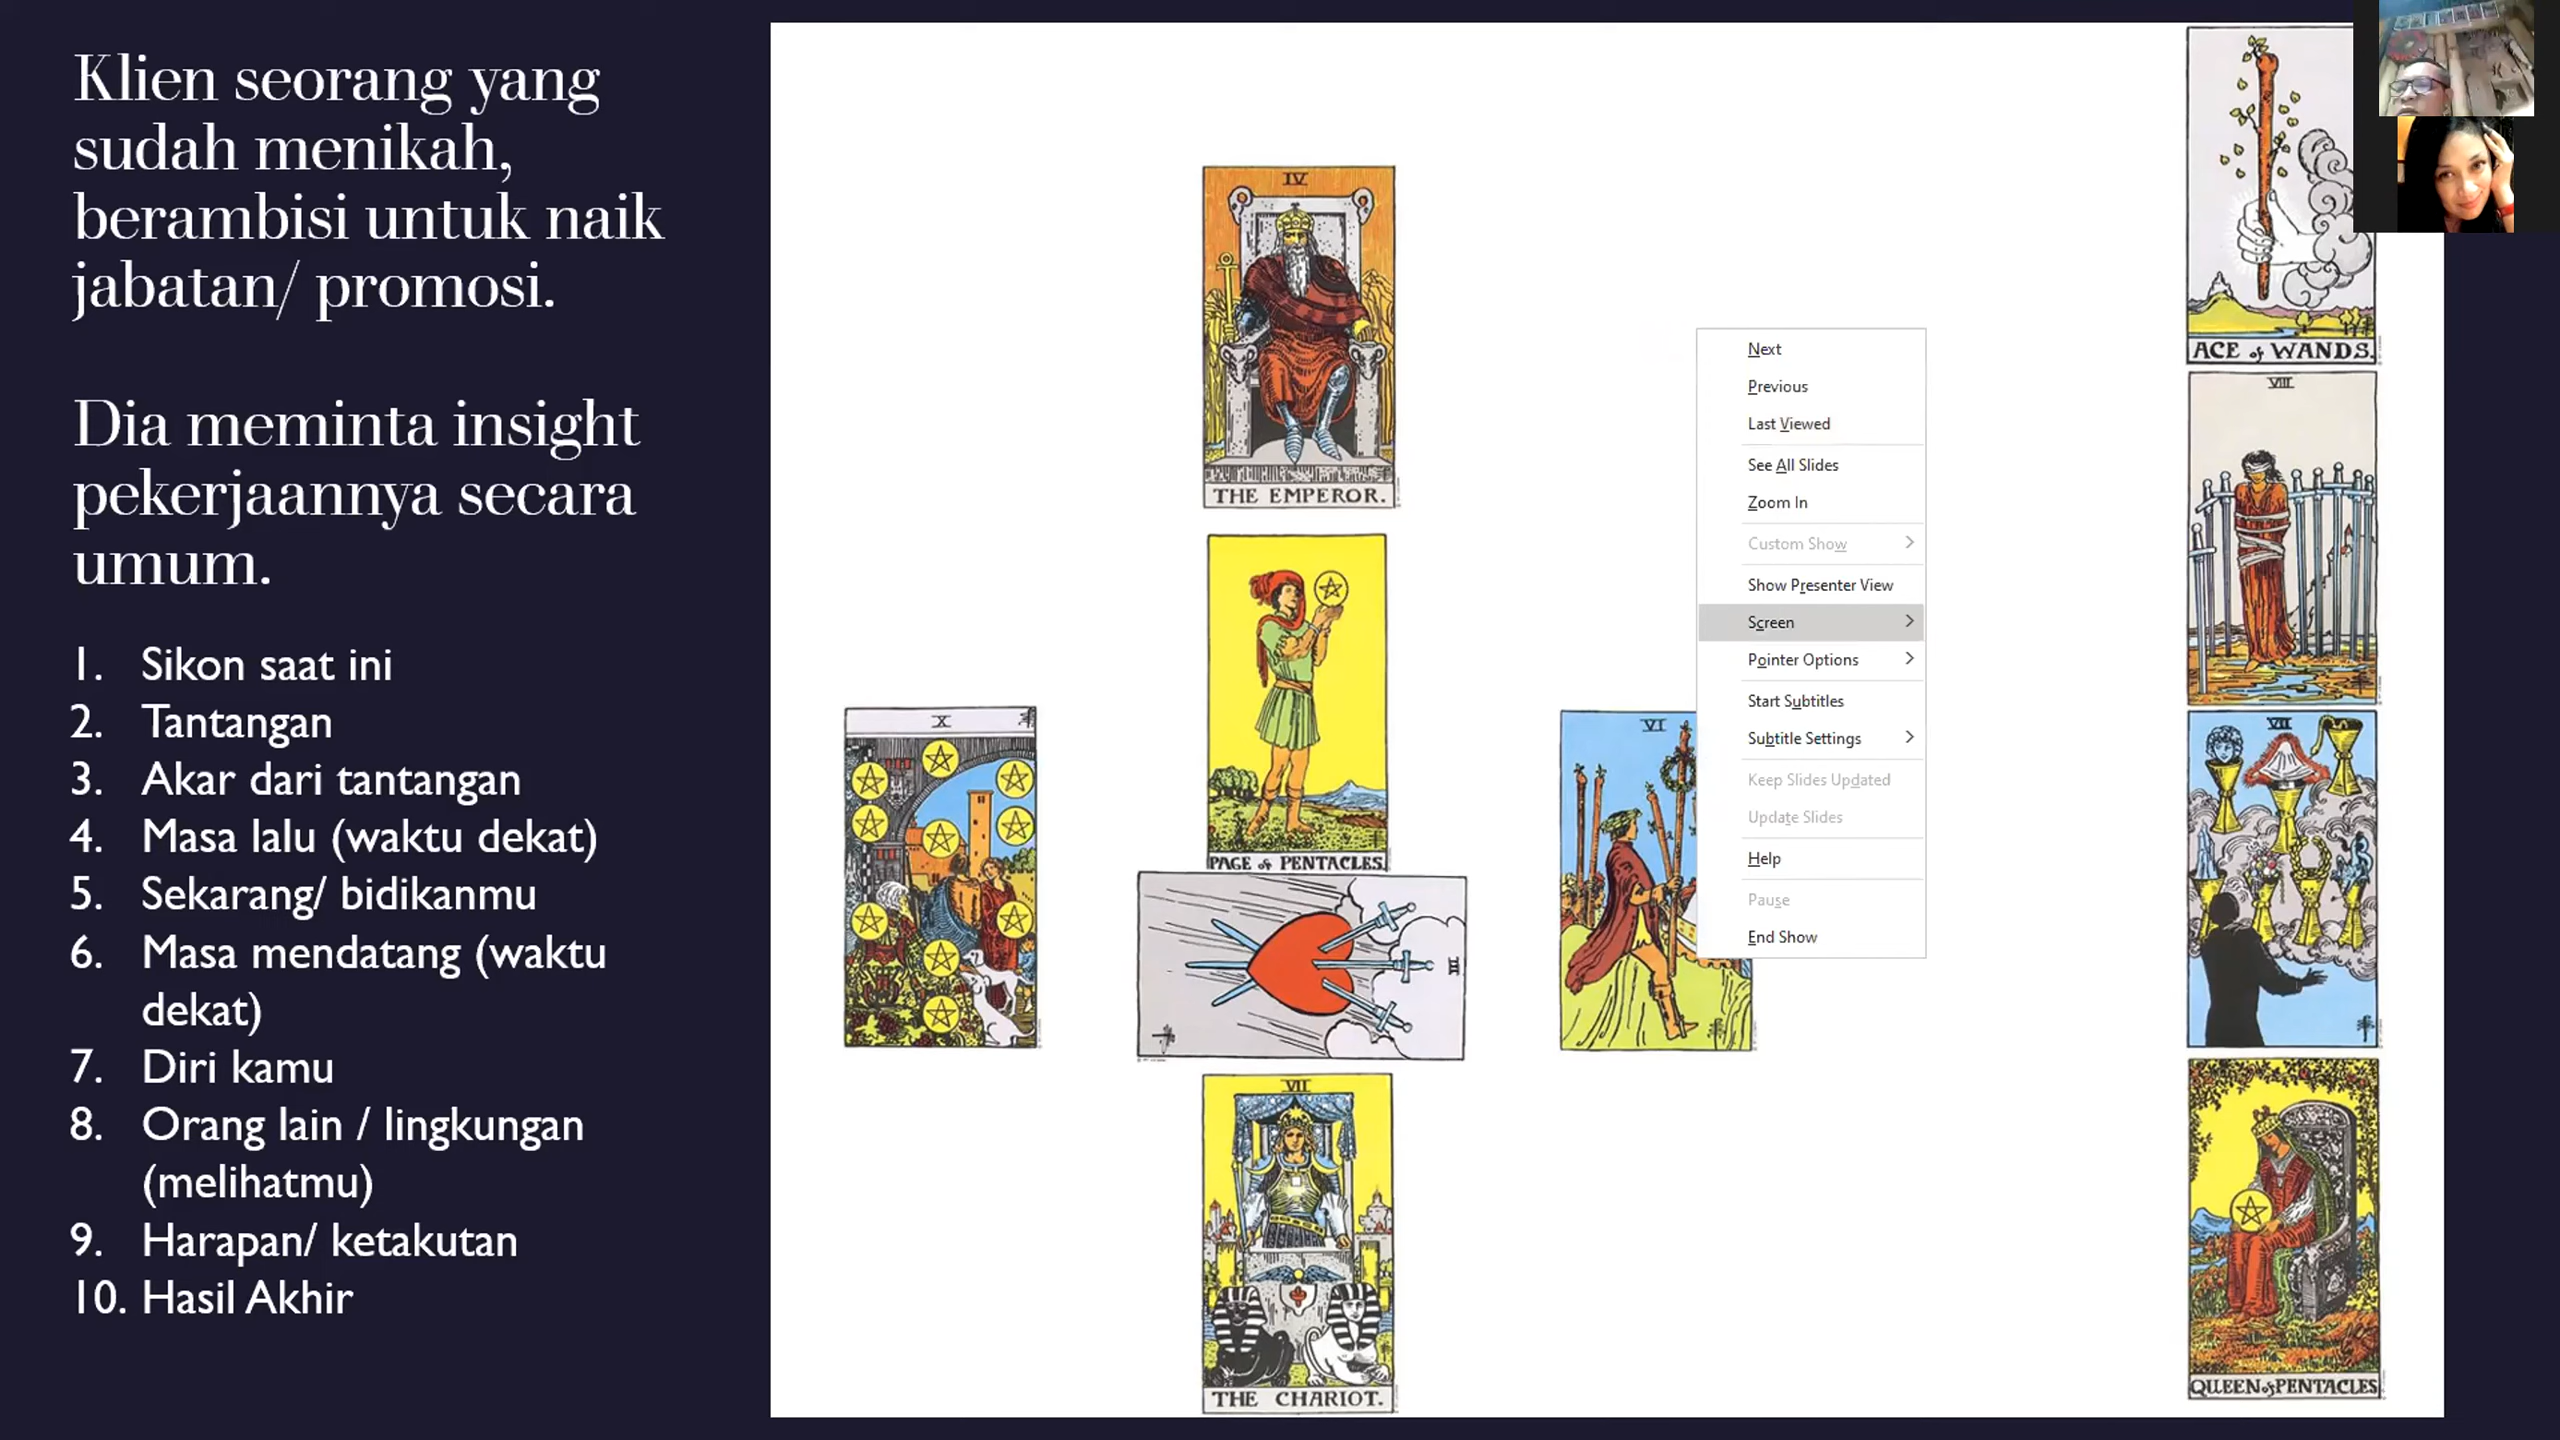 Klien seorang yang
sudah menikah,
berambisi untuk naik
jabatan/ promosi.
Dia meminta insight
pekerjaannya secara
umum.
1. Sikon saat ini
2. Tantangan
3. Akar dari tantangan
4. Masa lalu (waktu dekat)
5. Sekarang/ bidikanmu
6. Masa mendatang (waktu
dekat)
7. Diri kamu
8. Orang lain / lingkungan
(melihatmu)
9. Harapan/ ketakutan
10. Hasil Akhir
IV
THE EMPEROR.
PAGE of PENTACLES.
X
III
VI
VII
THE CHARIOT.
Next
Previous
Last Viewed
See All Slides
Zoom In
Custom Show
Show Presenter View
Screen
Pointer Options
Start Subtitles
Subtitle Settings
Keep Slides Updated
Update Slides
Help
Pause
End Show
ACE of WANDS.
VIII
VII
QUEEN of PENTACLES